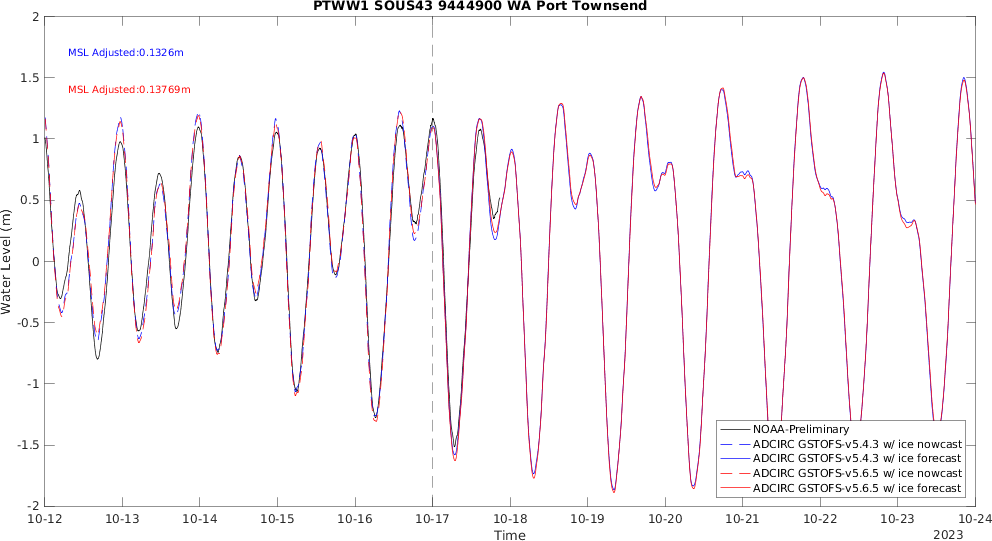 PTWW1 SOUS43 9444900 WA Port Townsend
MSL Adjusted:0.1326m
MSL Adjusted:0.13769m
Water Level (m)
2
1.5
1
0.5
0
-0.5
-1
-1.5
-2
NOAA-Preliminary
ADCIRC GSTOFS-v5.4.3 w/ ice nowcast
ADCIRC GSTOFS-v5.4.3 w/ ice forecast
ADCIRC GSTOFS-v5.6.5 w/ ice nowcast
ADCIRC GSTOFS-v5.6.5 w/ ice forecast
10-12 10-13 10-14 10-15 10-16 10-17 10-18 10-19 10-20 10-21 10-22 10-23 10-24
Time
2023